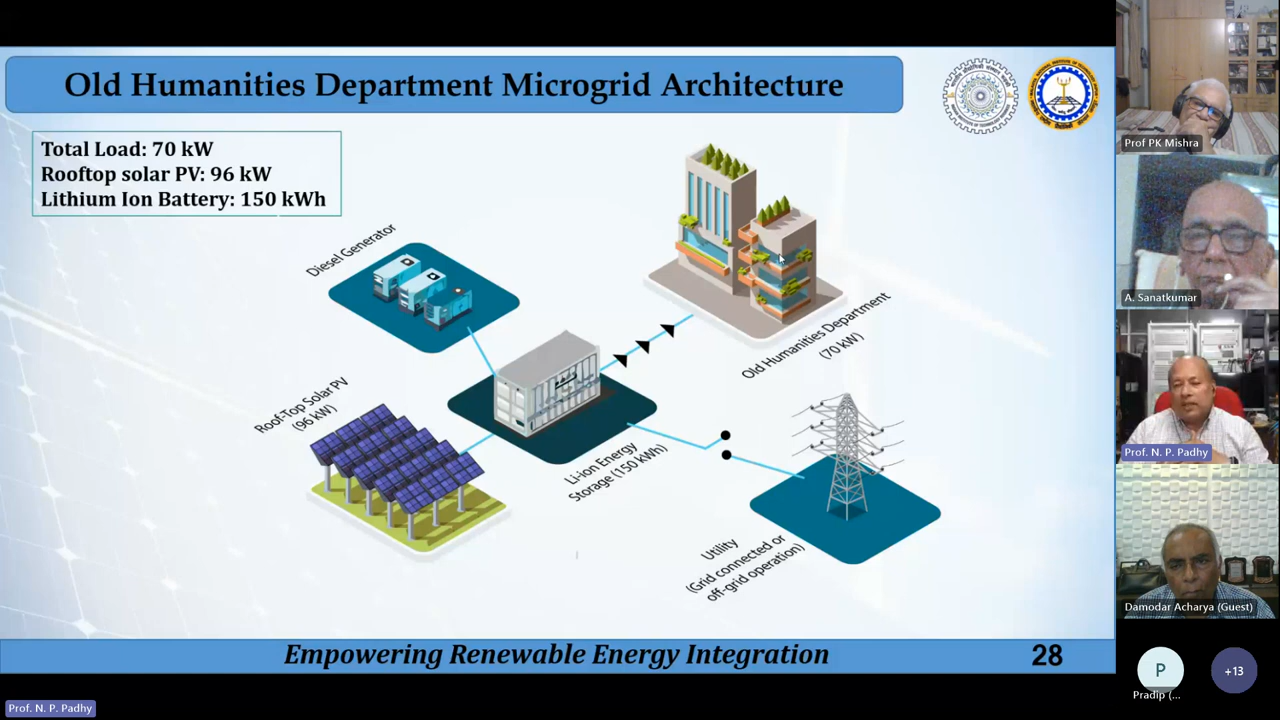 Old Humanities Department Microgrid Architecture
Total Load: 70 kW
Rooftop solar PV: 96 kW
Lithium Ion Battery: 150 kWh
Diesel Generator
Old Humanities Department
(70 kW)
Roof-Top Solar PV
(96 kW)
Li-ion Energy
Storage (150 kWh)
Utility
(Grid connected or
off-grid operation)
Empowering Renewable Energy Integration
28
Prof PK Mishra
A. Sanatkumar
Prof. N. P. Padhy
Damodar Acharya (Guest)
P
Pradip (...
+13
Prof. N. P. Padhy